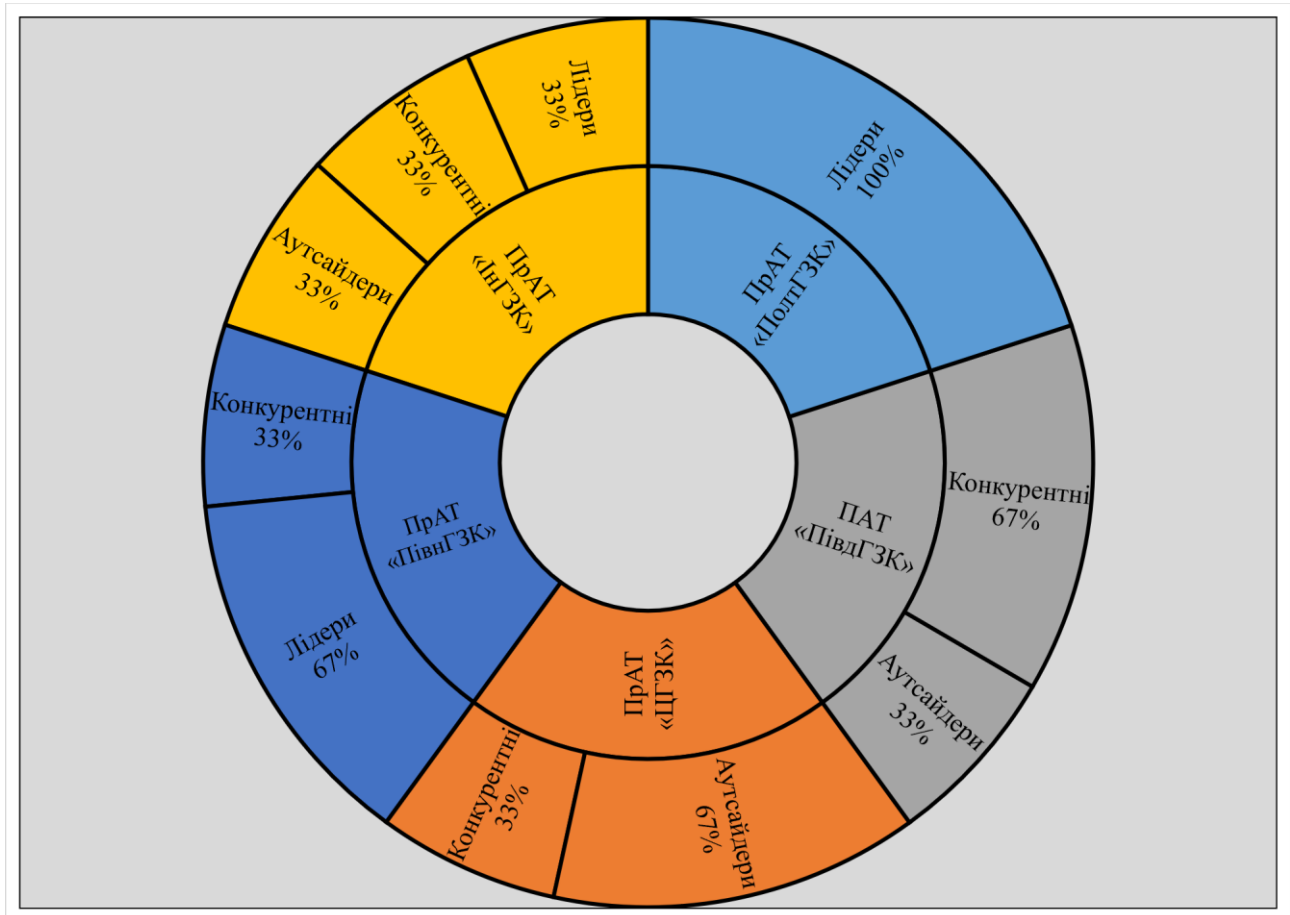 Лідери
100%
ПрАТ
«ПолтГЗК»
Конкурентні
67%
Аутсайдери
33%
ПАТ
«ПівдГЗК»
Аутсайдери
67%
Конкурентні
33%
ПрАТ
«ЦГЗК»
Лідери
67%
Конкурентні
33%
ПрАТ
«ПівнГЗК»
Аутсайдери
33%
Конкурентні
33%
Лідери
33%
ПрАТ
«ІнГЗК»